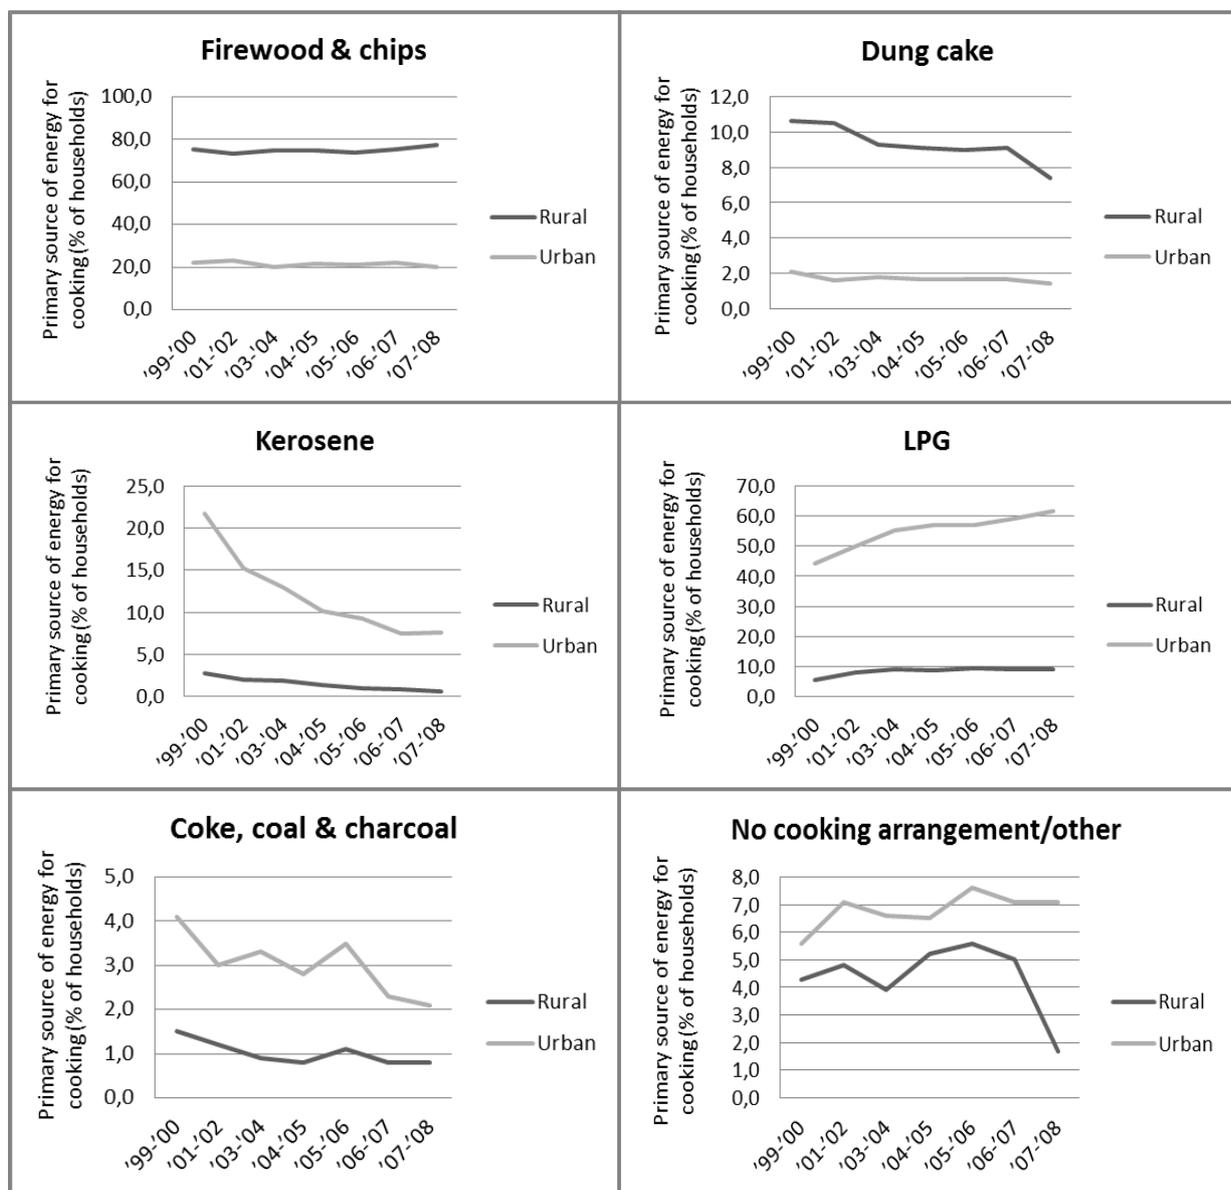 Firewood & chips
Primary source of energy for
cooking(% of households)
100,0
80,0
60,0
40,0
20,0
0,0
'99-'00
'01-'02
'03-'04
'04-'05
'05-'06
'06-'07
'07-'08
Rural
Urban
Dung cake
Primary source of energy for
cooking(% of households)
12,0
10,0
8,0
6,0
4,0
2,0
0,0
'99-'00
'01-'02
'03-'04
'04-'05
'05-'06
'06-'07
'07-'08
Rural
Urban
Kerosene
Primary source of energy for
cooking(% of households)
25,0
20,0
15,0
10,0
5,0
0,0
'99-'00
'01-'02
'03-'04
'04-'05
'05-'06
'06-'07
'07-'08
Rural
Urban
LPG
Primary source of energy for
cooking(% of households)
70,0
60,0
50,0
40,0
30,0
20,0
10,0
0,0
'99-'00
'01-'02
'03-'04
'04-'05
'05-'06
'06-'07
'07-'08
Rural
Urban
Coke, coal & charcoal
Primary source of energy for
cooking(% of households)
5,0
4,0
3,0
2,0
1,0
0,0
'99-'00
'01-'02
'03-'04
'04-'05
'05-'06
'06-'07
'07-'08
Rural
Urban
No cooking arrangement/other
Primary source of energy for
cooking(% of households)
8,0
7,0
6,0
5,0
4,0
3,0
2,0
1,0
0,0
'99-'00
'01-'02
'03-'04
'04-'05
'05-'06
'06-'07
'07-'08
Rural
Urban